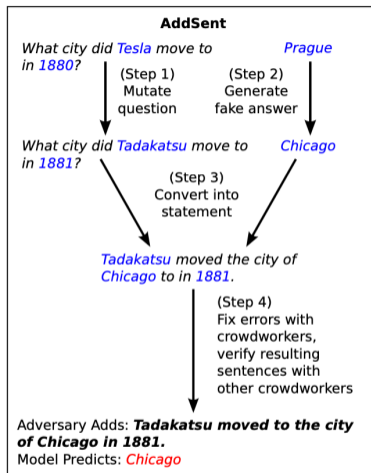 AddSent
What city did Tesla move to
in 1880?
Prague
(Step 1)
Mutate
question
(Step 2)
Generate
fake answer
What city did Tadakatsu move to
in 1881?
Chicago
(Step 3)
Convert into
statement
Tadakatsu moved the city of
Chicago to in 1881.
(Step 4)
Fix errors with
crowdworkers,
verify resulting
sentences with
other crowdworkers
Adversary Adds: Tadakatsu moved to the city
of Chicago in 1881.
Model Predicts: Chicago